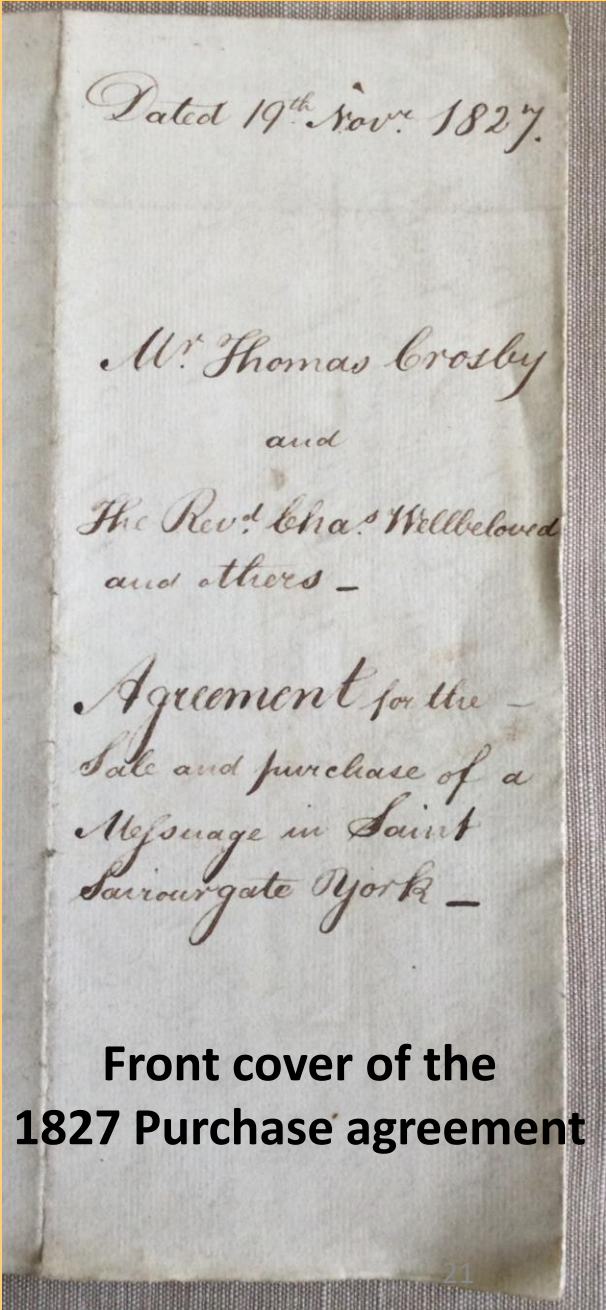 Dated 19th Novr. 1827.
Mr. Thomas Crosby
and
The Revd. Chas. Wellbeloved
and others –
Agreement for the –
Sale and purchase of a
Meſsuage in Saint
Saviourgate York –
Front cover of the
1827 Purchase agreement
21